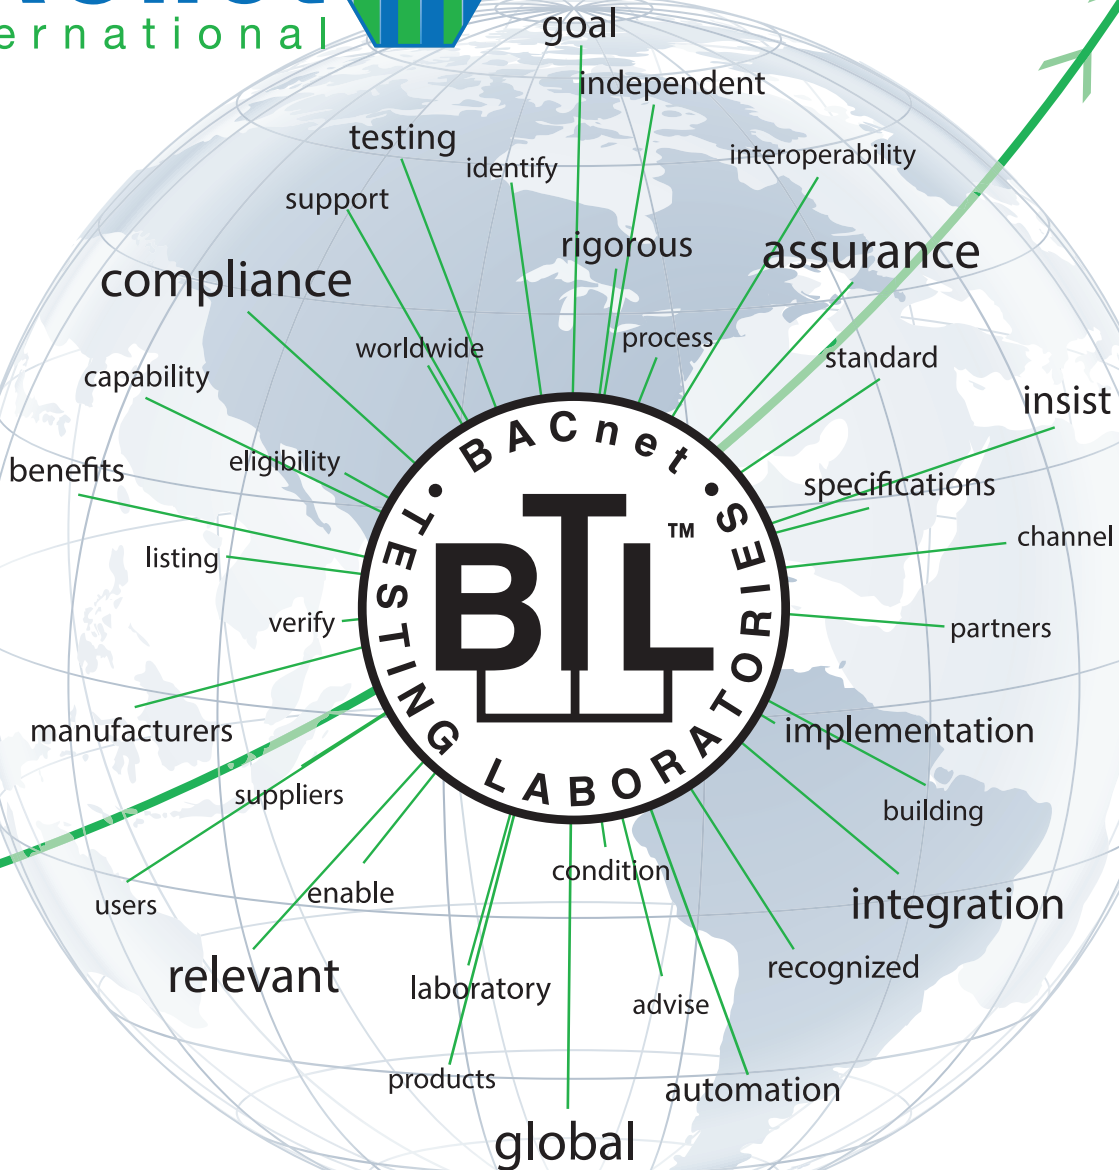 ernational
goal
independent
testing
identify
interoperability
support
rigorous
assurance
compliance
worldwide
process
standard
capability
insist
benefits
eligibility
specifications
listing
channel
verify
partners
• BACnet •
TESTING LABORATORIES
BTL™
manufacturers
implementation
suppliers
building
condition
users
enable
integration
relevant
laboratory
recognized
advise
products
automation
global